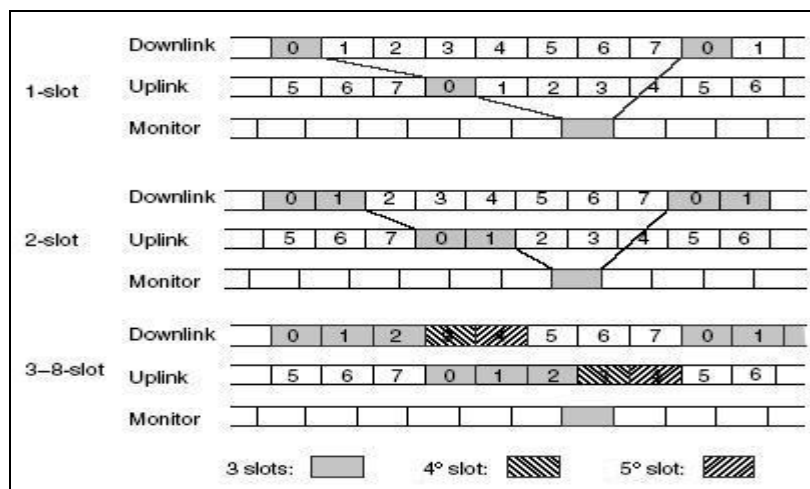 Downlink 0 1 2 3 4 5 6 7 0 1
1-slot
Uplink 5 6 7 0 1 2 3 4 5 6
Monitor
Downlink 0 1 2 3 4 5 6 7 0 1
2-slot
Uplink 5 6 7 0 1 2 3 4 5 6
Monitor
Downlink 0 1 2 3 4 5 6 7 0 1
3–8-slot
Uplink 5 6 7 0 1 2 5 6
Monitor
3 slots: 4º slot: 5º slot: